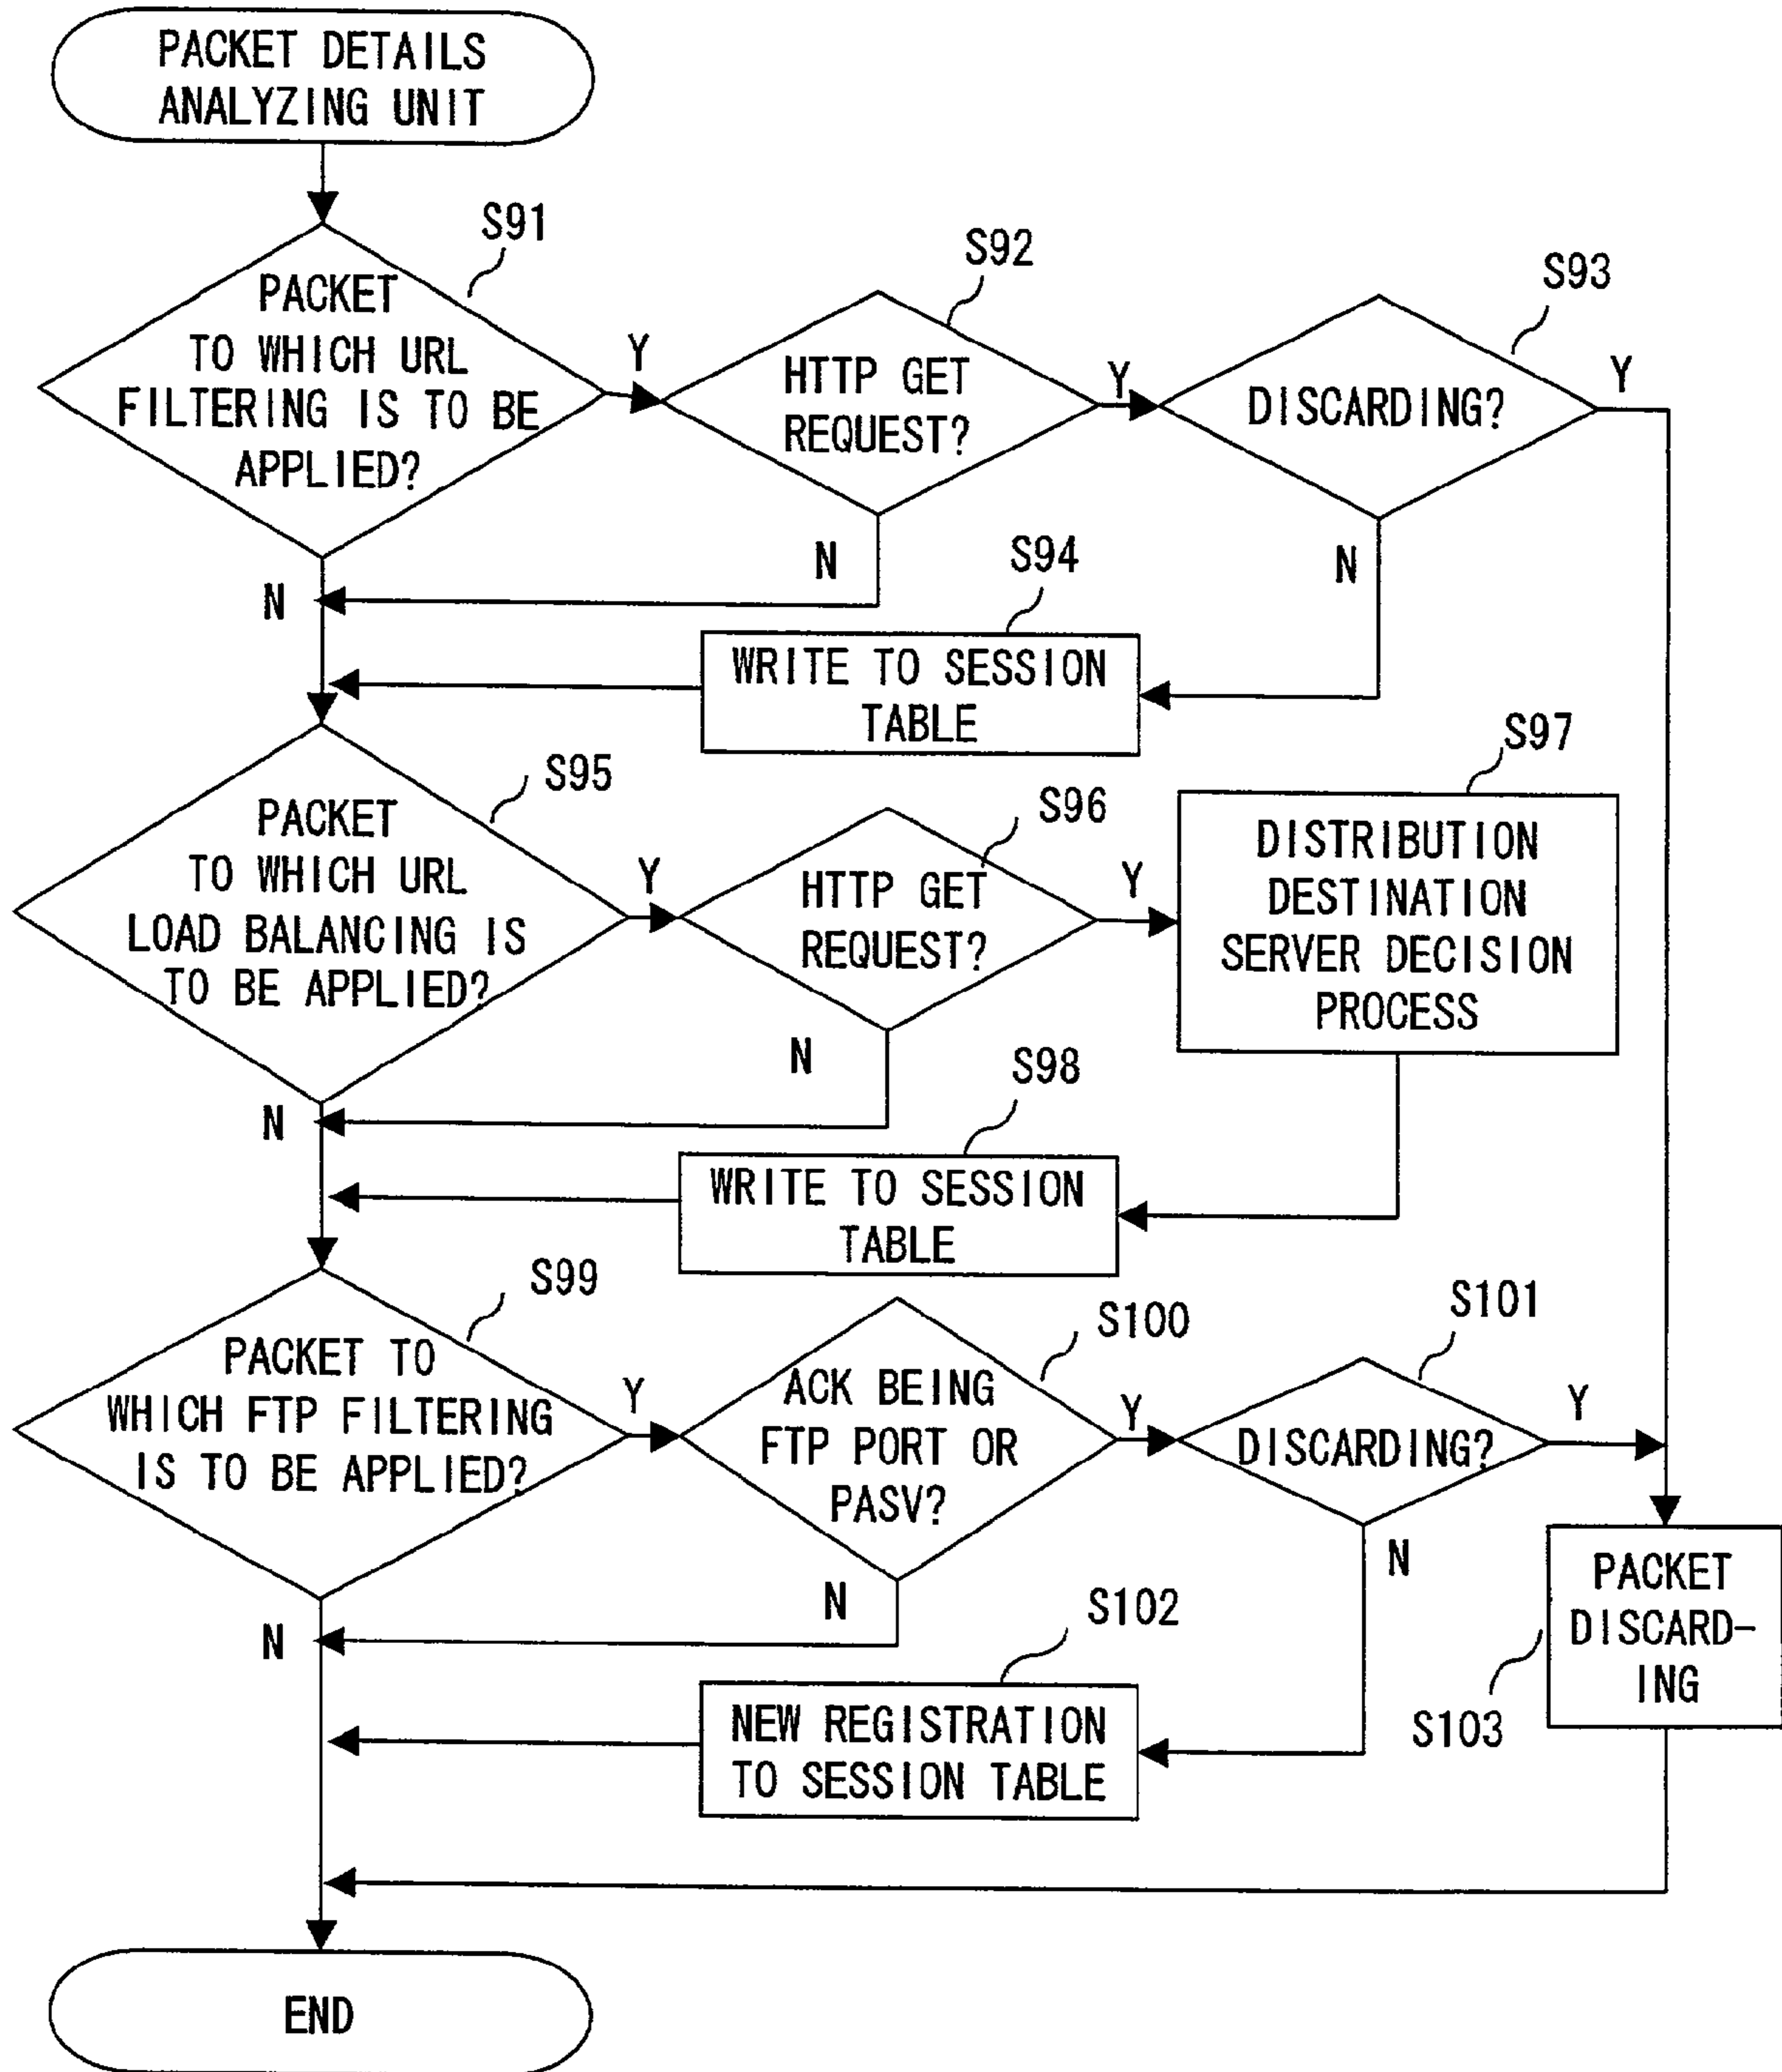 PACKET DETAILS
ANALYZING UNIT
S91
PACKET
TO WHICH URL
FILTERING IS TO BE
APPLIED?
Y
N
S92
HTTP GET
REQUEST?
Y
N
S93
DISCARDING?
Y
N
S94
WRITE TO SESSION
TABLE
S95
PACKET
TO WHICH URL
LOAD BALANCING IS
TO BE APPLIED?
Y
N
S96
HTTP GET
REQUEST?
Y
N
S97
DISTRIBUTION
DESTINATION
SERVER DECISION
PROCESS
S98
WRITE TO SESSION
TABLE
S99
PACKET TO
WHICH FTP FILTERING
IS TO BE APPLIED?
Y
N
S100
ACK BEING
FTP PORT OR
PASV?
Y
N
S101
DISCARDING?
Y
N
S102
NEW REGISTRATION
TO SESSION TABLE
S103
PACKET
DISCARD-
ING
END